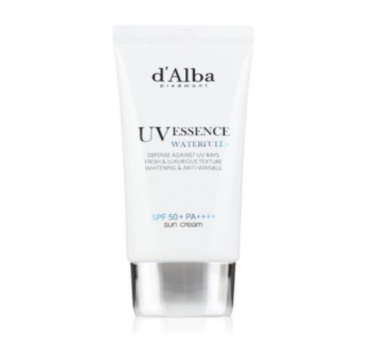 d'Alba
piedmont
UV ESSENCE
WATERFULL
DEFENSE AGAINST UV RAYS
FRESH & LUXURIOUS TEXTURE
WHITENING & ANTI-WRINKLE
SPF 50+ PA++++
sun cream